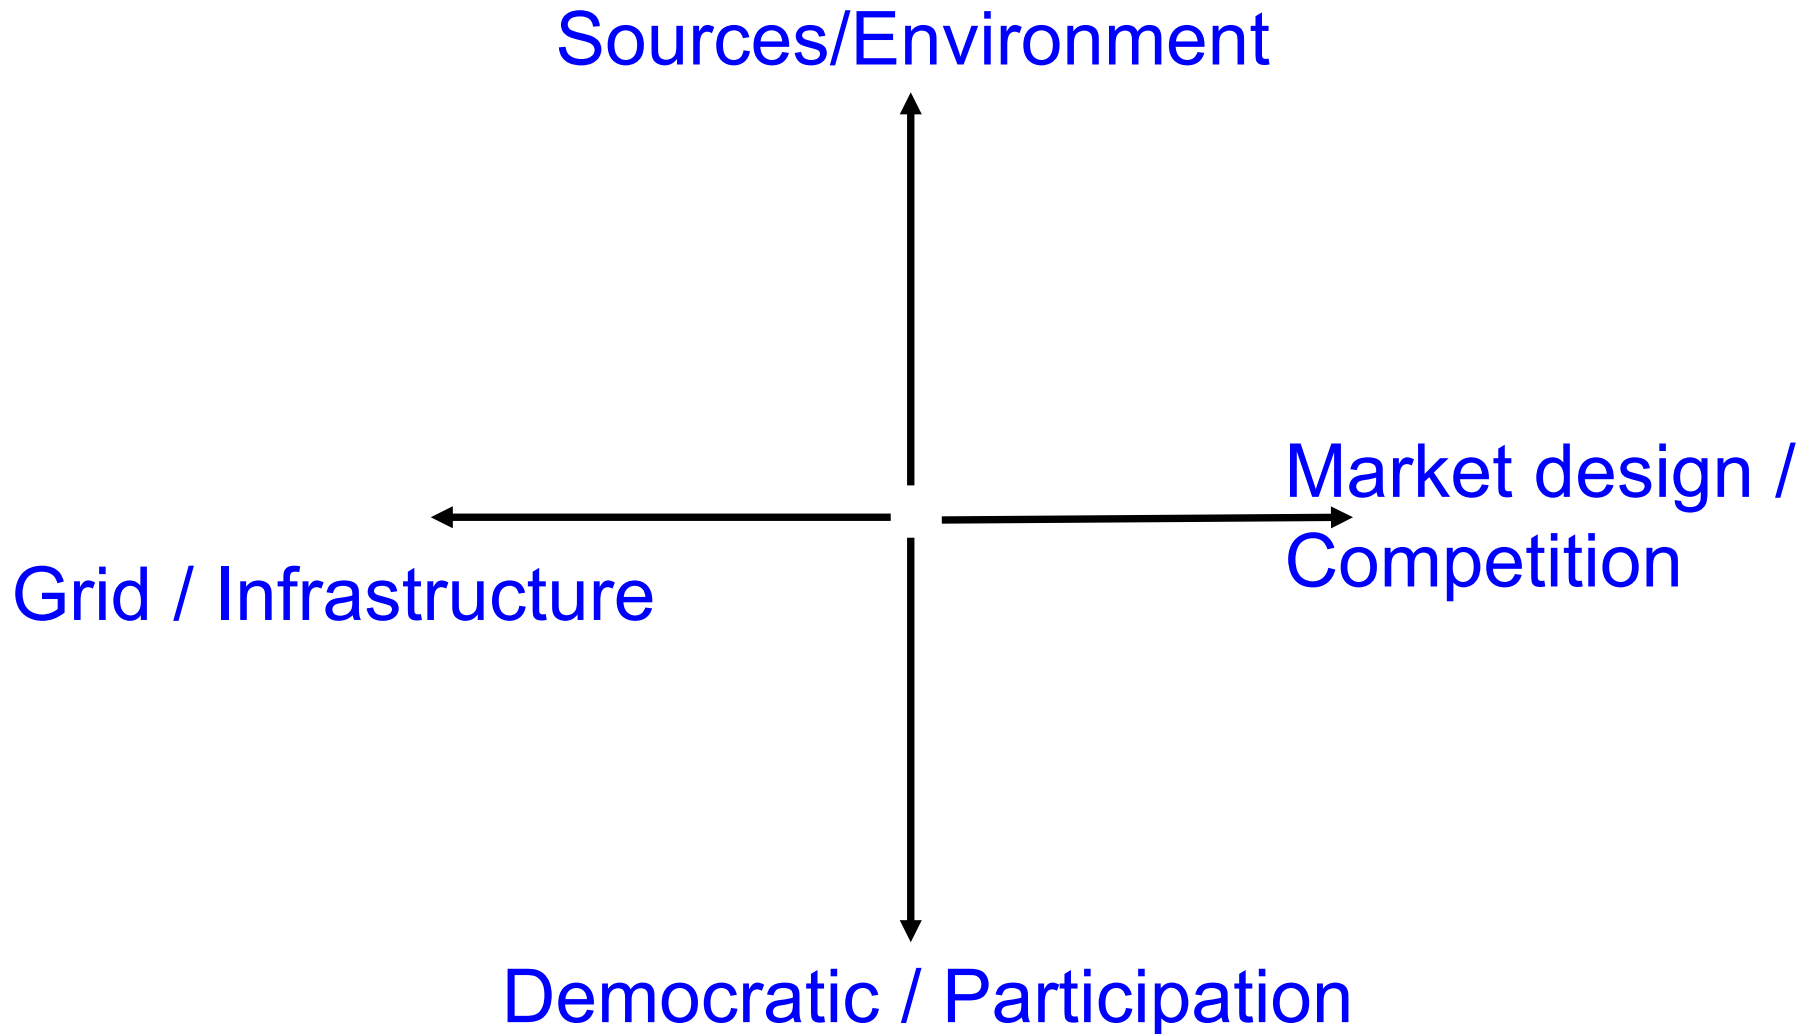 Sources/Environment
Market design /
Competition
Grid / Infrastructure
Democratic / Participation